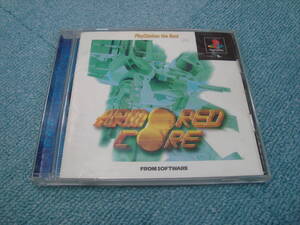 PlayStation the Best
ARMORED
CORE
FROM SOFTWARE